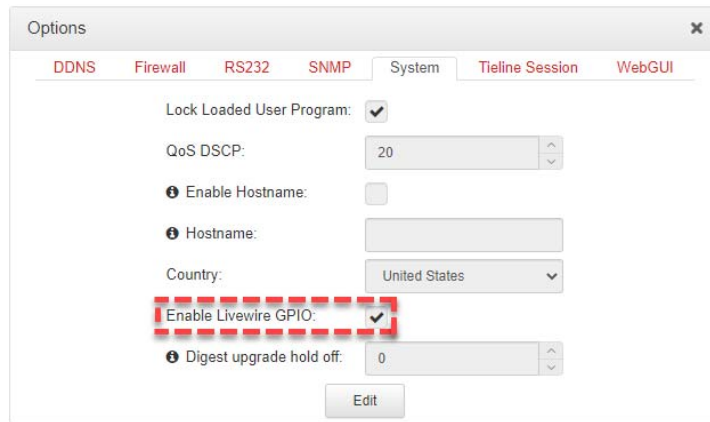 Options
DDNS Firewall RS232 SNMP System Tieline Session WebGUI
Lock Loaded User Program:
QoS DSCP: 20
Enable Hostname:
Hostname:
Country: United States
Enable Livewire GPIO:
Digest upgrade hold off: 0
Edit